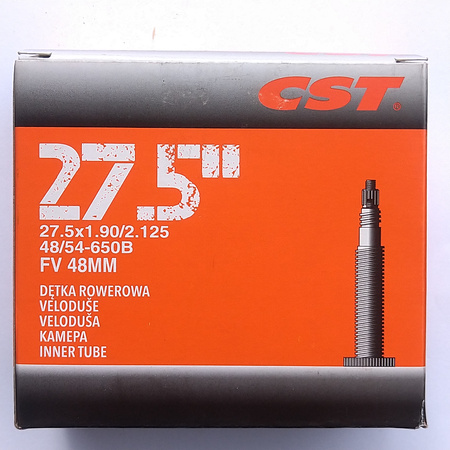 CST®
27.5"
27.5x1.90/2.125
48/54-650B
FV 48MM
DĘTKA ROWEROWA
VELODUŠE
VELODUŠA
KAMEPA
INNER TUBE